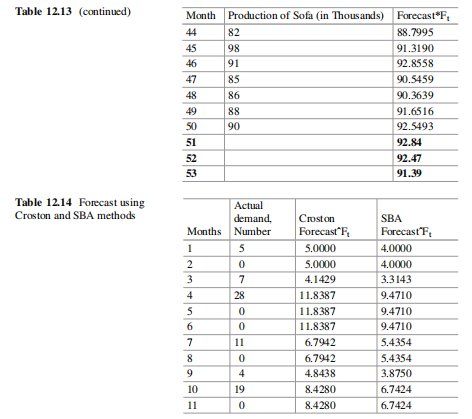 Table 12.13 (continued)
Month Production of Sofa (in Thousands) Forecast*Ft
44 82 88.7995
45 98 91.3190
46 91 92.8558
47 85 90.5459
48 86 90.3639
49 88 91.6516
50 90 92.5493
51 92.84
52 92.47
53 91.39
Table 12.14 Forecast using
Croston and SBA methods
Months Actual demand, Number Croston Forecast^Ft SBA Forecast^Ft
1 5 5.0000 4.0000
2 0 5.0000 4.0000
3 7 4.1429 3.3143
4 28 11.8387 9.4710
5 0 11.8387 9.4710
6 0 11.8387 9.4710
7 11 6.7942 5.4354
8 0 6.7942 5.4354
9 4 4.8438 3.8750
10 19 8.4280 6.7424
11 0 8.4280 6.7424